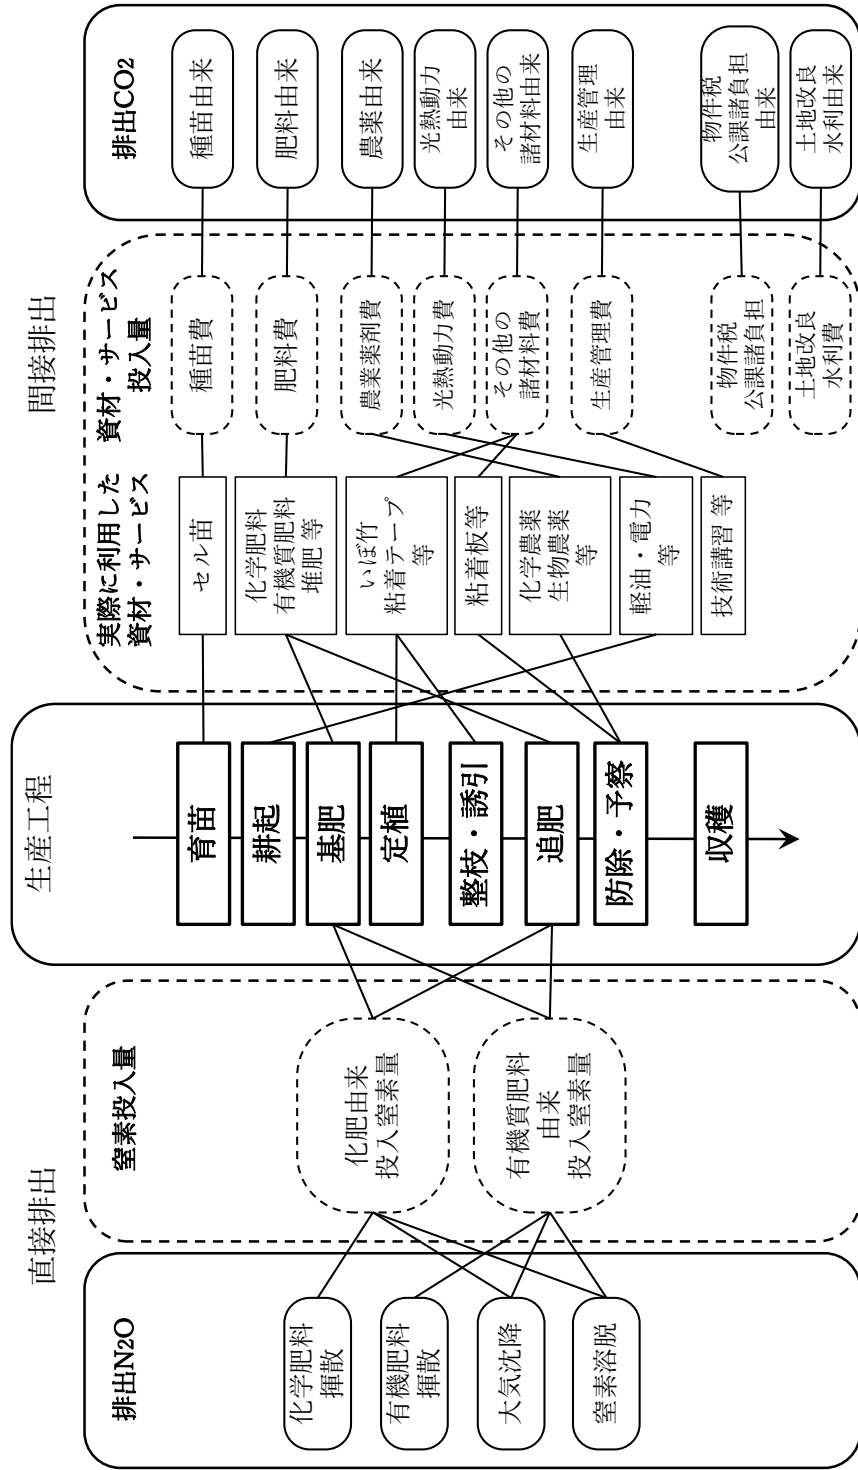 直接排出
間接排出
排出N2O
化学肥料
揮散
有機肥料
揮散
大気沈降
窒素溶脱
窒素投入量
化肥由来
投入窒素量
有機質肥料
由来
投入窒素量
生産工程
育苗
耕起
基肥
定植
整枝・誘引
追肥
防除・予察
収穫
実際に利用した
資材・サービス
セル苗
化学肥料
有機質肥料
堆肥 等
いぼ竹
粘着テープ
等
粘着板等
化学農薬
生物農薬
等
軽油・電力
等
技術講習 等
資材・サービス
投入量
種苗費
肥料費
農業薬剤費
光熱動力費
その他の
諸材料費
生産管理費
物件税
公課諸負担
土地改良
水利費
排出CO2
種苗由来
肥料由来
農薬由来
光熱動力
由来
その他の
諸材料由来
生産管理
由来
物件税
公課諸負担
由来
土地改良
水利由来